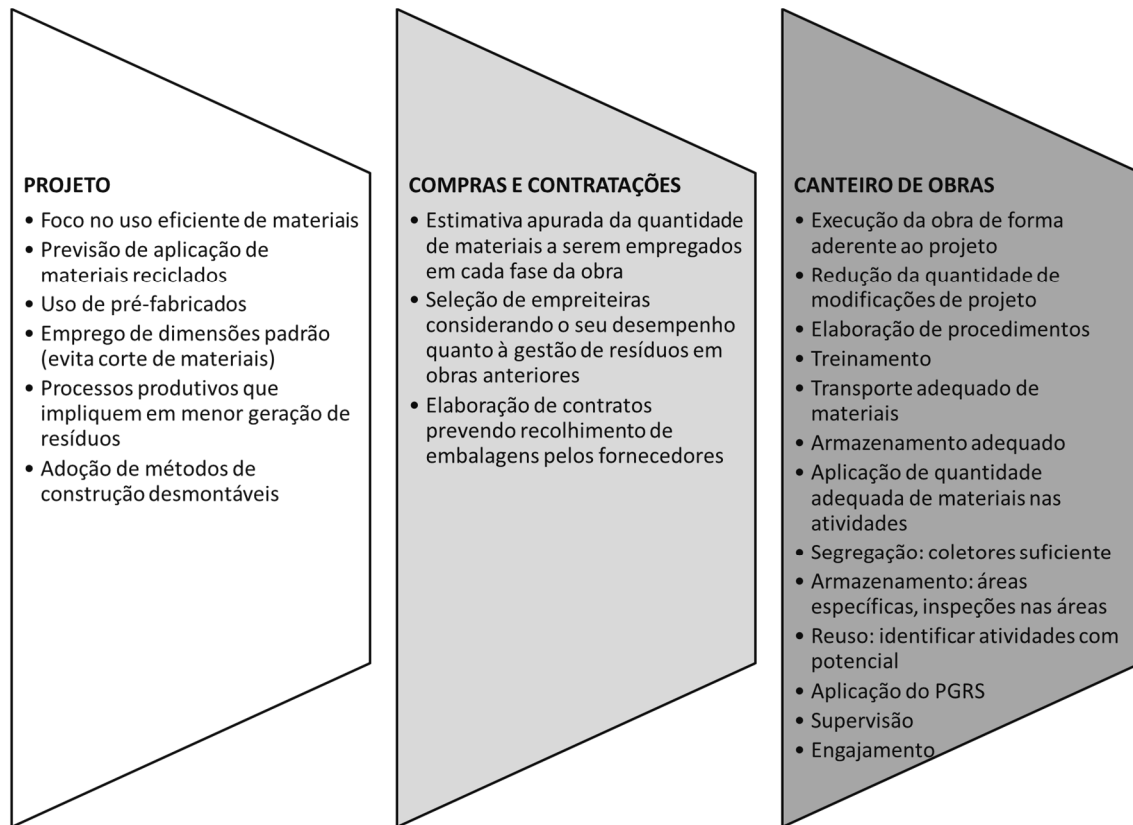 PROJETO
• Foco no uso eficiente de materiais
• Previsão de aplicação de
materiais reciclados
• Uso de pré-fabricados
• Emprego de dimensões padrão
(evita corte de materiais)
• Processos produtivos que
impliquem em menor geração de
resíduos
• Adoção de métodos de
construção desmontáveis
COMPRAS E CONTRATAÇÕES
• Estimativa apurada da quantidade
de materiais a serem empregados
em cada fase da obra
• Seleção de empreiteiras
considerando o seu desempenho
quanto à gestão de resíduos em
obras anteriores
• Elaboração de contratos
prevendo recolhimento de
embalagens pelos fornecedores
CANTEIRO DE OBRAS
• Execução da obra de forma
aderente ao projeto
• Redução da quantidade de
modificações de projeto
• Elaboração de procedimentos
• Treinamento
• Transporte adequado de
materiais
• Armazenamento adequado
• Aplicação de quantidade
adequada de materiais nas
atividades
• Segregação: coletores suficiente
• Armazenamento: áreas
específicas, inspeções nas áreas
• Reuso: identificar atividades com
potencial
• Aplicação do PGRS
• Supervisão
• Engajamento